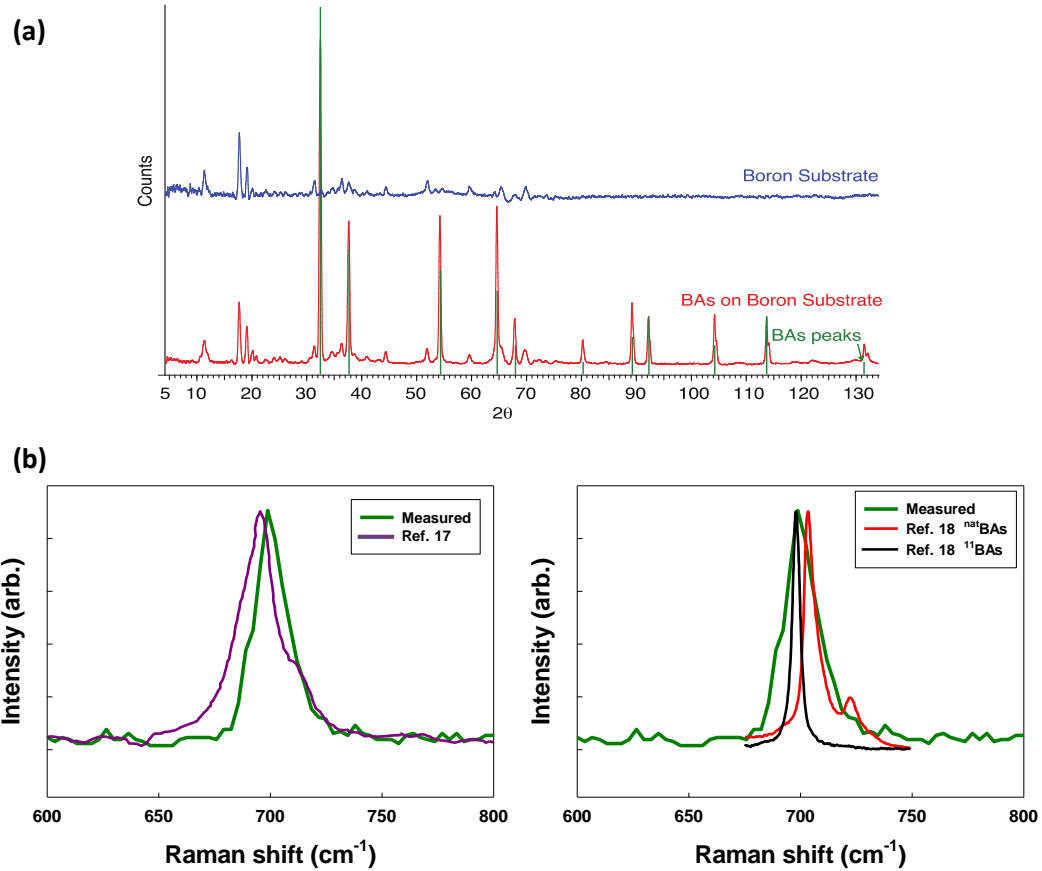 (a)
Counts
Boron Substrate
BAs on Boron Substrate
BAs peaks
5 10 20 30 40 50 60 70 80 90 100 110 120 130
2θ
(b)
Intensity (arb.)
Measured
Ref. 17
600 650 700 750 800
Raman shift (cm⁻¹)
Intensity (arb.)
Measured
Ref. 18 ⁿᵃᵗBAs
Ref. 18 ¹¹BAs
600 650 700 750 800
Raman shift (cm⁻¹)